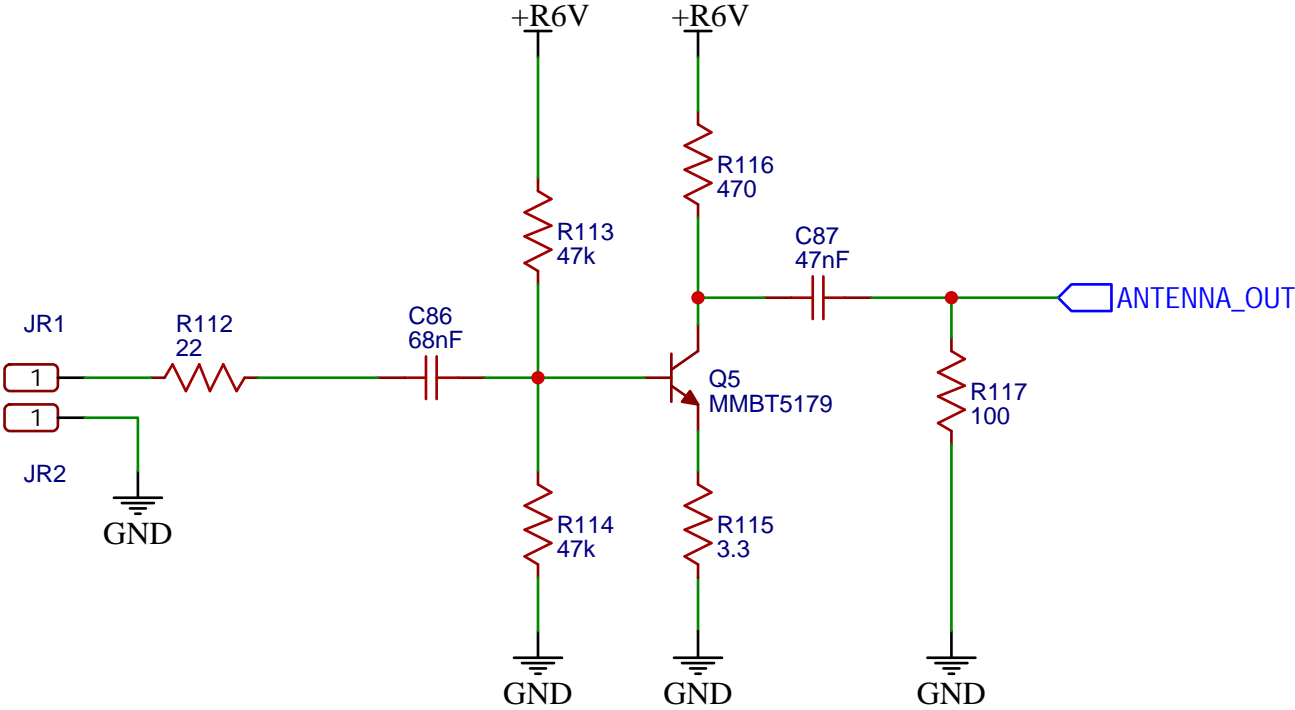 +R6V
+R6V
R116
470
R113
47k
C87
47nF
ANTENNA_OUT
JR1
R112
22
C86
68nF
1
Q5
MMBT5179
R117
100
1
JR2
GND
R114
47k
R115
3.3
GND
GND
GND